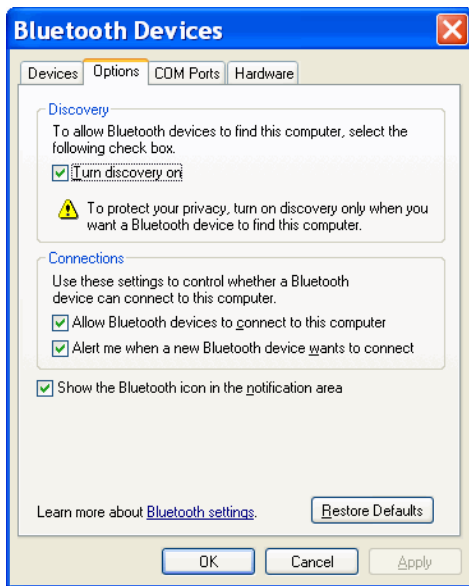 Bluetooth Devices
Devices Options COM Ports Hardware
Discovery
To allow Bluetooth devices to find this computer, select the
following check box.
Turn discovery on
To protect your privacy, turn on discovery only when you
want a Bluetooth device to find this computer.
Connections
Use these settings to control whether a Bluetooth
device can connect to this computer.
Allow Bluetooth devices to connect to this computer
Alert me when a new Bluetooth device wants to connect
Show the Bluetooth icon in the notification area
Learn more about Bluetooth settings. Restore Defaults
OK Cancel Apply